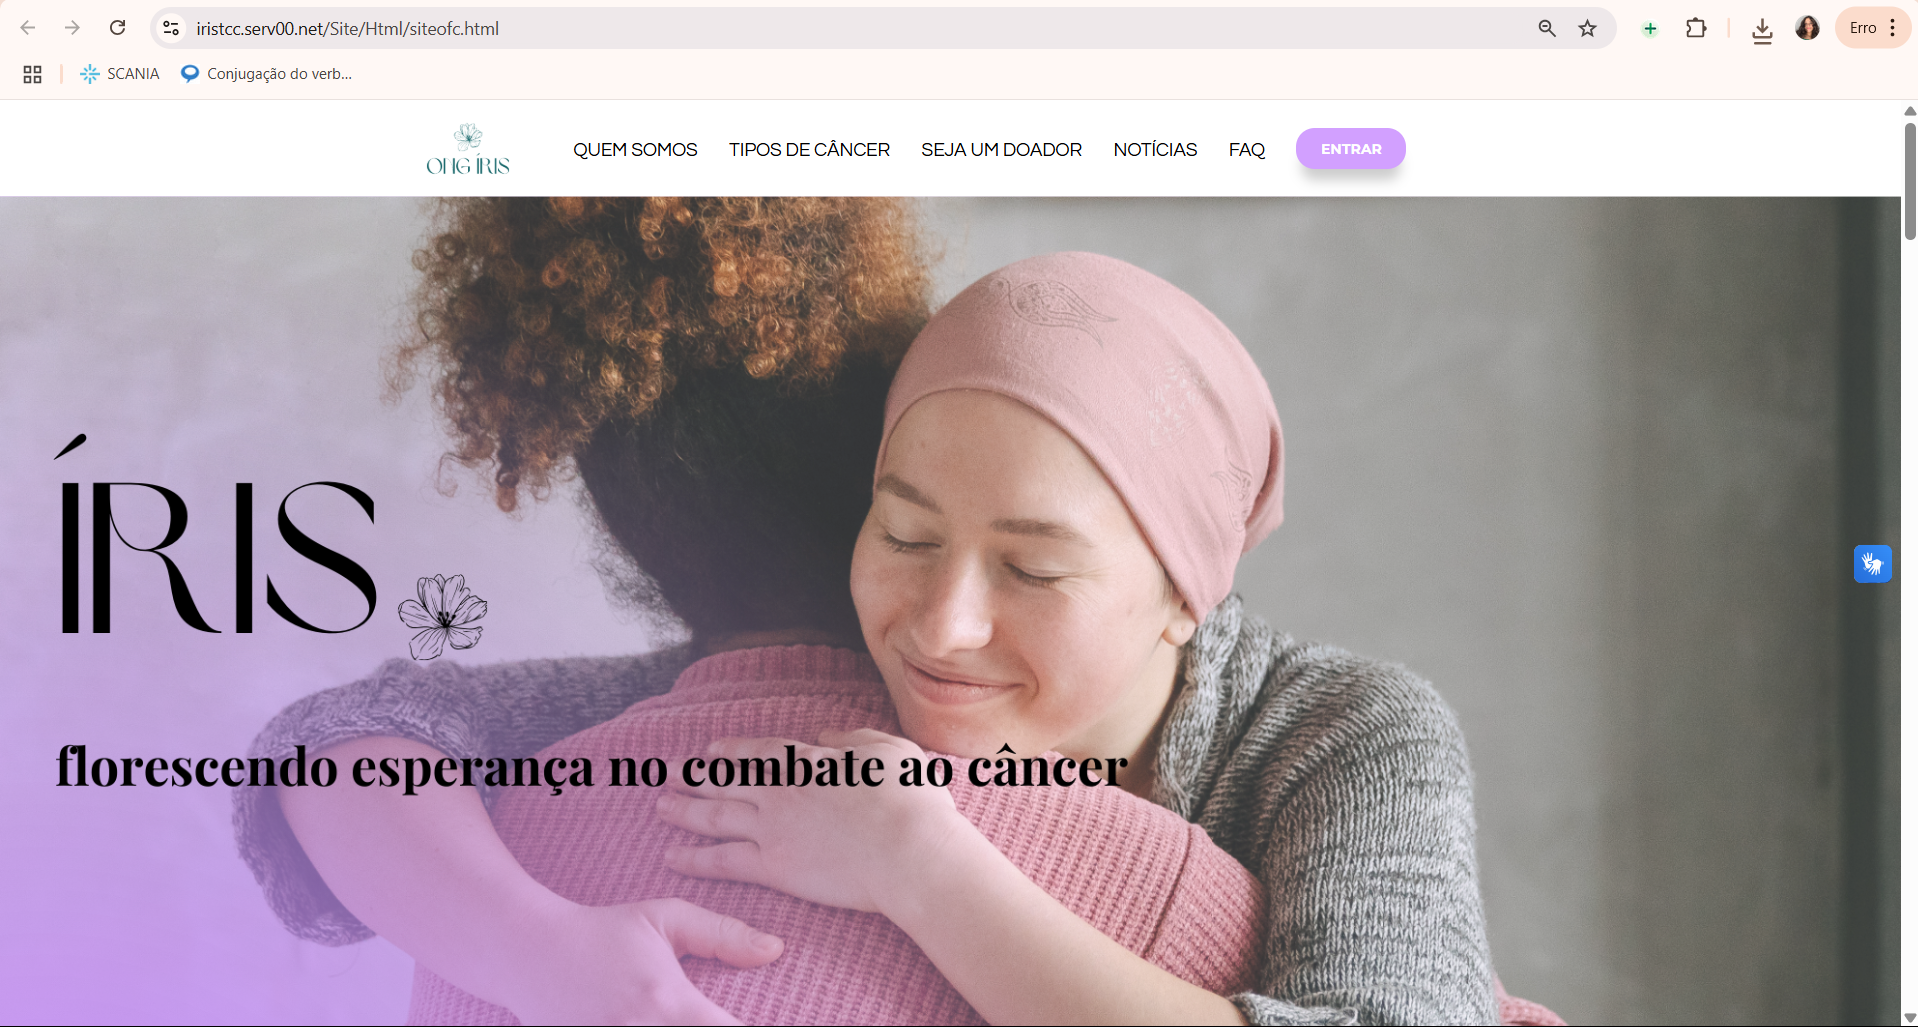 iristcc.serv00.net/Site/Html/siteofc.html
Erro
SCANIA
Conjugação do verb...
ONG ÍRIS
QUEM SOMOS
TIPOS DE CÂNCER
SEJA UM DOADOR
NOTÍCIAS
FAQ
ENTRAR
ÍRIS
florescendo esperança no combate ao câncer